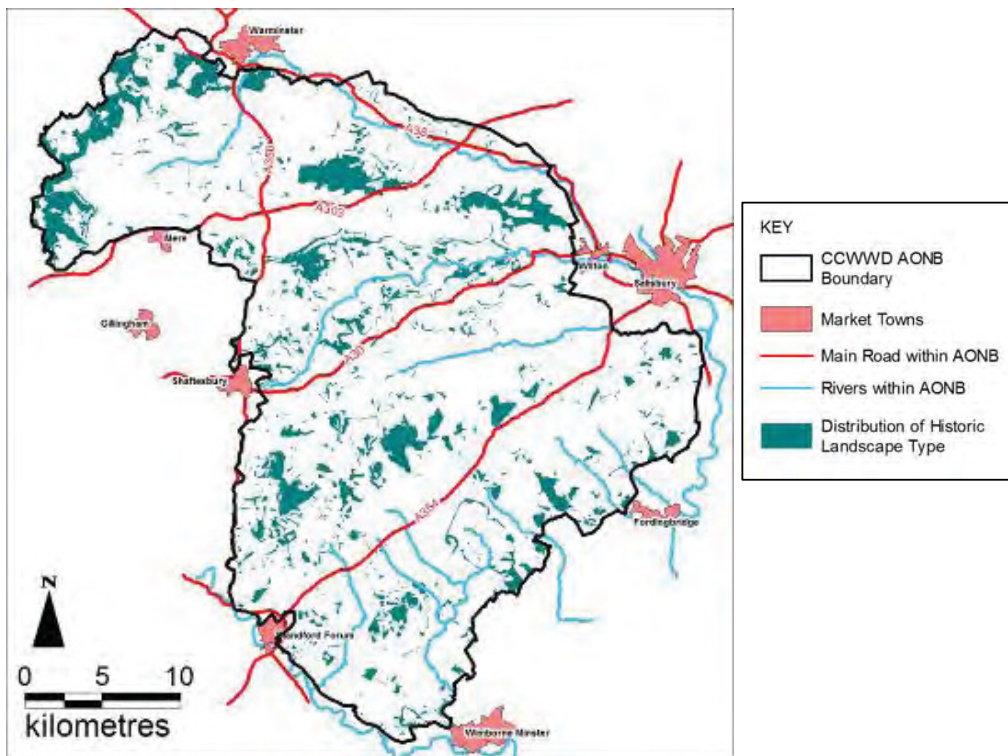 Warminster
A36
A350
A303
Mere
Wilton
Salisbury
Gillingham
A30
Shaftesbury
A354
Fordingbridge
N
Blandford Forum
Wimborne Minster
0 5 10
kilometres
KEY
CCWWD AONB
Boundary
Market Towns
Main Road within AONB
Rivers within AONB
Distribution of Historic
Landscape Type